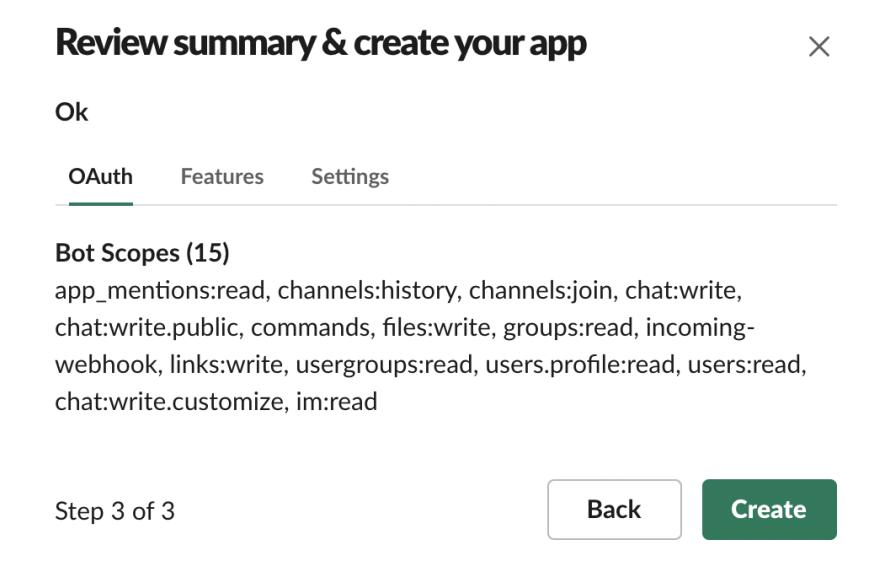 Review summary & create your app
Ok
OAuth Features Settings
Bot Scopes (15)
app_mentions:read, channels:history, channels:join, chat:write,
chat:write.public, commands, files:write, groups:read, incoming-
webhook, links:write, usergroups:read, users.profile:read, users:read,
chat:write.customize, im:read
Step 3 of 3 Back Create